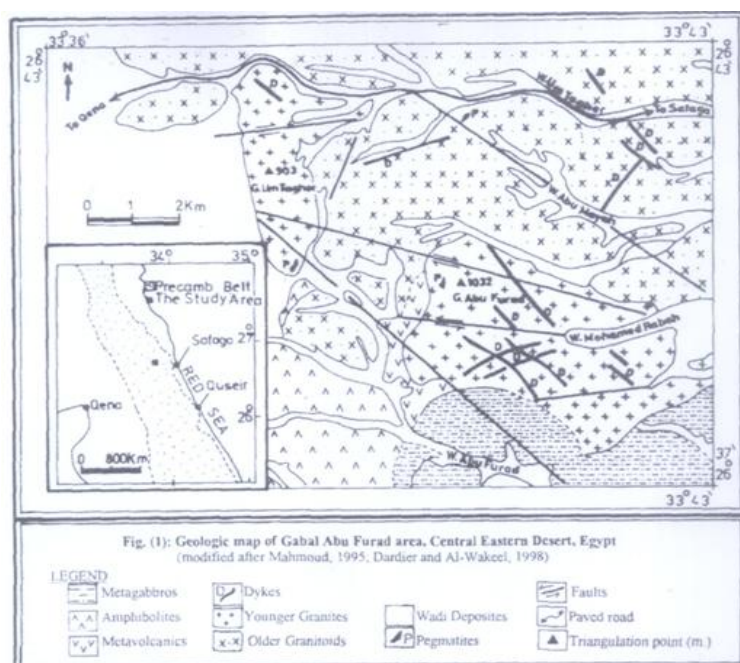 33° 36'
33° 43'
26° 43'
26° 43'
N
To Qena
D
W. Um Tagher
D
To Safaga
P
D
D
903
G. Um Tagher
D
D
W. Abu Mayah
0 1 2Km
P
P
1032
G. Abu Furad
W. Mohamed Rabah
D
D
D
D
D
D
34° 35°
Precamb Belt
The Study Area
Safaga
27°
RED SEA
Quseir
Qena
26°
0 800Km.
W. Abu Furad
37'
26°
33° 43'
Fig. (1): Geologic map of Gabal Abu Furad area, Central Eastern Desert, Egypt
(modified after Mahmoud, 1995; Dardier and Al-Wakeel, 1998)
LEGEND
Metagabbros D Dykes Faults
Amphibolites Younger Granites Wadi Deposites Paved road
Metavolcanics Older Granitoids P Pegmatites Triangulation point (m.)